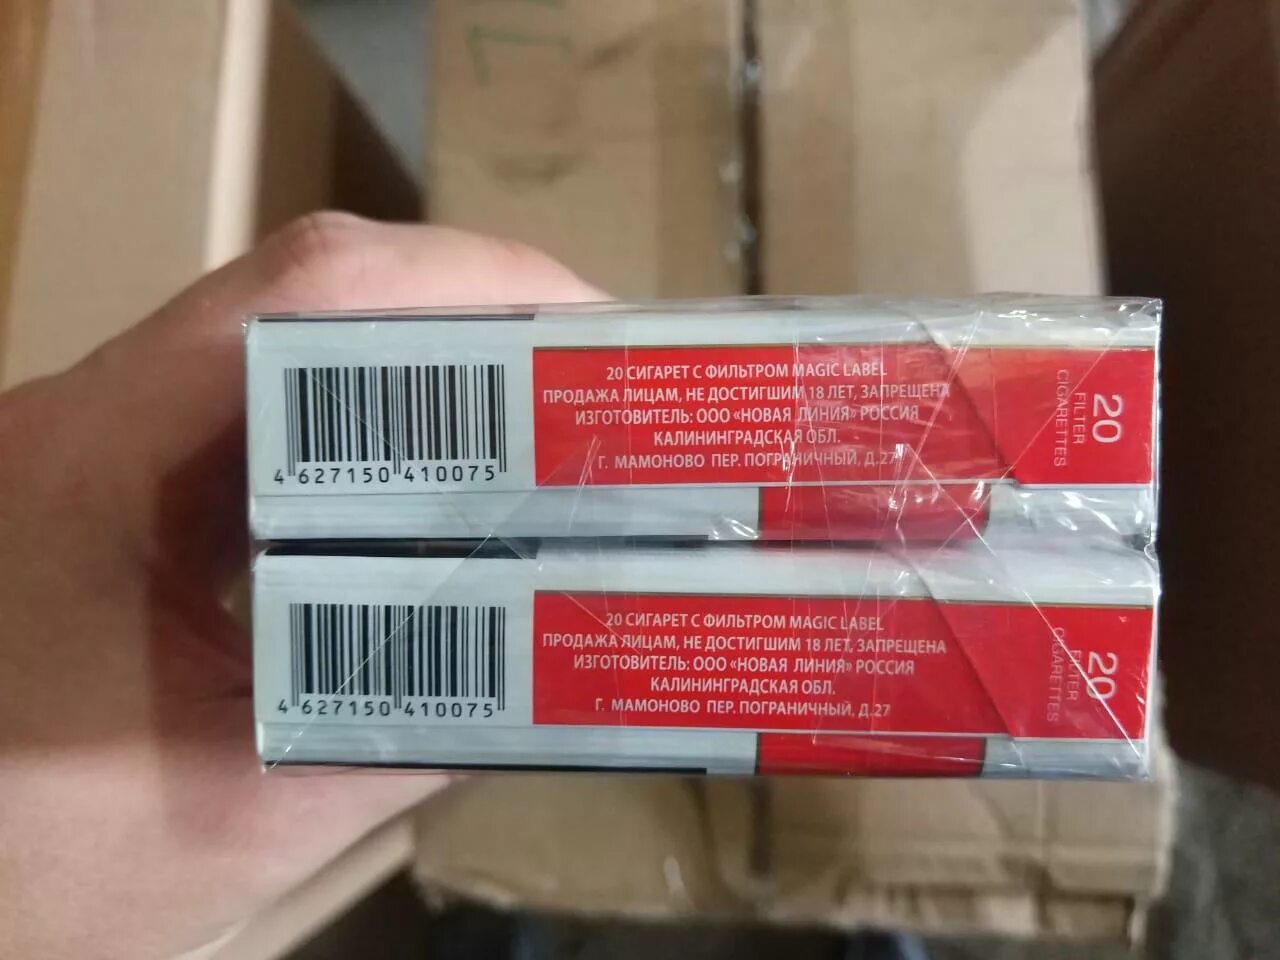 4 627150 410075
20 СИГАРЕТ С ФИЛЬТРОМ MAGIC LABEL
ПРОДАЖА ЛИЦАМ, НЕ ДОСТИГШИМ 18 ЛЕТ, ЗАПРЕЩЕНА
ИЗГОТОВИТЕЛЬ: ООО «НОВАЯ ЛИНИЯ» РОССИЯ
КАЛИНИНГРАДСКАЯ ОБЛ.
Г. МАМОНОВО ПЕР. ПОГРАНИЧНЫЙ, Д.27
20
FILTER
CIGARETTES
4 627150 410075
20 СИГАРЕТ С ФИЛЬТРОМ MAGIC LABEL
ПРОДАЖА ЛИЦАМ, НЕ ДОСТИГШИМ 18 ЛЕТ, ЗАПРЕЩЕНА
ИЗГОТОВИТЕЛЬ: ООО «НОВАЯ ЛИНИЯ» РОССИЯ
КАЛИНИНГРАДСКАЯ ОБЛ.
Г. МАМОНОВО ПЕР. ПОГРАНИЧНЫЙ, Д.27
20
FILTER
CIGARETTES